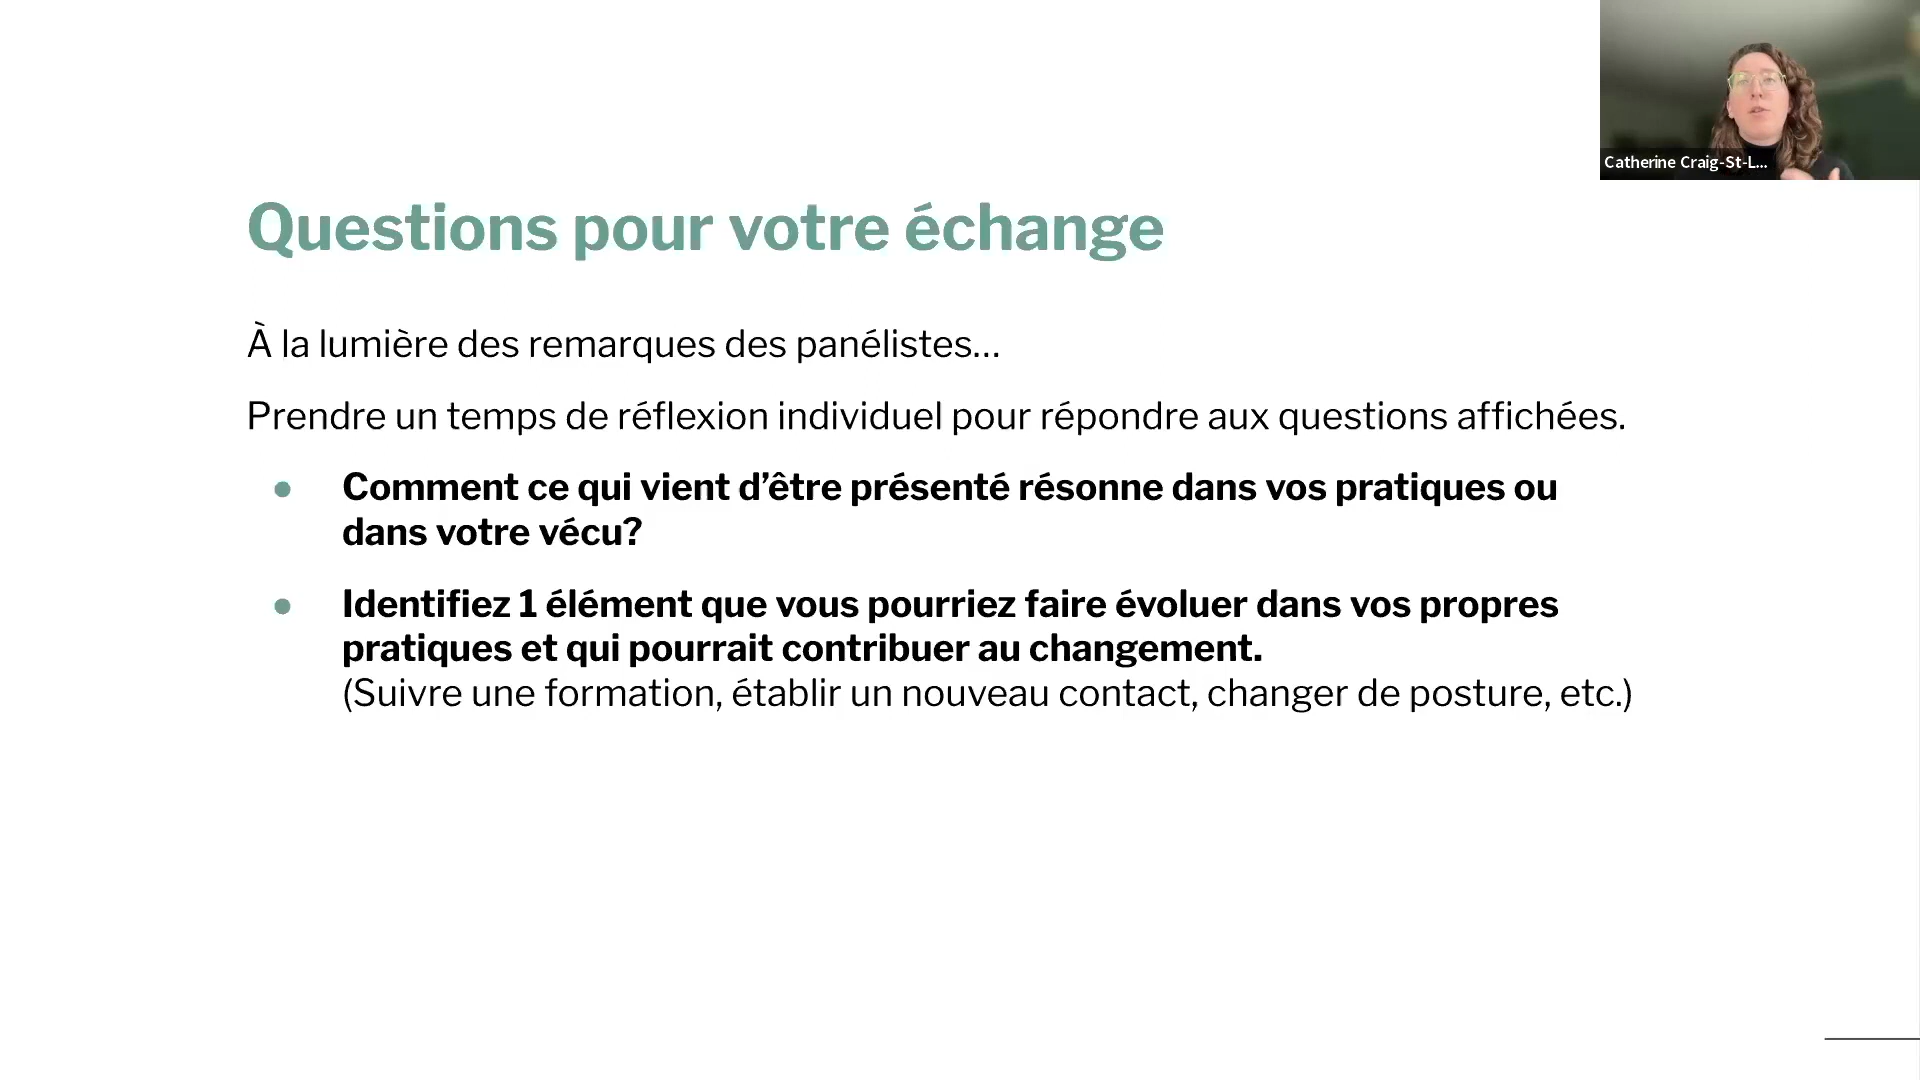 Catherine Craig-St-L...
Questions pour votre échange
À la lumière des remarques des panélistes...
Prendre un temps de réflexion individuel pour répondre aux questions affichées.
● Comment ce qui vient d’être présenté résonne dans vos pratiques ou
dans votre vécu?
● Identifiez 1 élément que vous pourriez faire évoluer dans vos propres
pratiques et qui pourrait contribuer au changement.
(Suivre une formation, établir un nouveau contact, changer de posture, etc.)